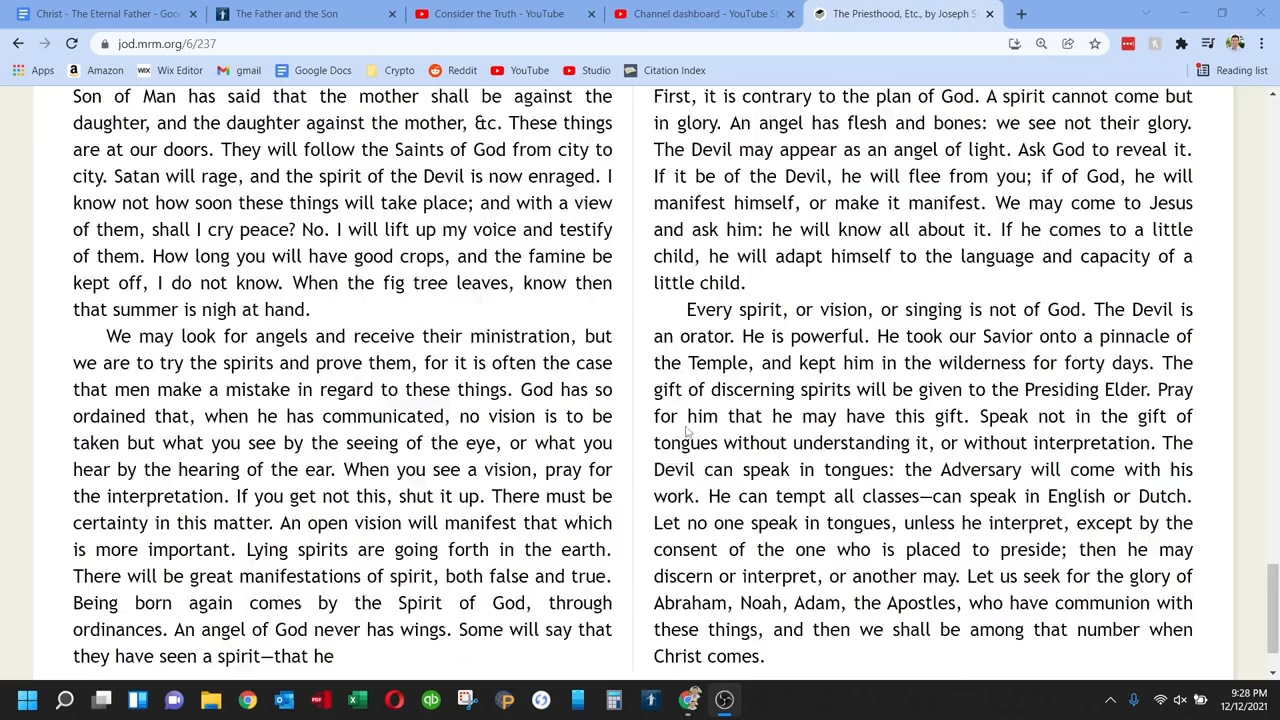 Christ - The Eternal Father - Goo
The Father and the Son
Consider the Truth - YouTube
Channel dashboard - YouTube St
The Priesthood, Etc., by Joseph S
jod.mrm.org/6/237
Apps
Amazon
Wix Editor
gmail
Google Docs
Crypto
Reddit
YouTube
Studio
Citation Index
Reading list
Son of Man has said that the mother shall be against the
daughter, and the daughter against the mother, &c. These things
are at our doors. They will follow the Saints of God from city to
city. Satan will rage, and the spirit of the Devil is now enraged. I
know not how soon these things will take place; and with a view
of them, shall I cry peace? No. I will lift up my voice and testify
of them. How long you will have good crops, and the famine be
kept off, I do not know. When the fig tree leaves, know then
that summer is nigh at hand.
We may look for angels and receive their ministration, but
we are to try the spirits and prove them, for it is often the case
that men make a mistake in regard to these things. God has so
ordained that, when he has communicated, no vision is to be
taken but what you see by the seeing of the eye, or what you
hear by the hearing of the ear. When you see a vision, pray for
the interpretation. If you get not this, shut it up. There must be
certainty in this matter. An open vision will manifest that which
is more important. Lying spirits are going forth in the earth.
There will be great manifestations of spirit, both false and true.
Being born again comes by the Spirit of God, through
ordinances. An angel of God never has wings. Some will say that
they have seen a spirit—that he
First, it is contrary to the plan of God. A spirit cannot come but
in glory. An angel has flesh and bones: we see not their glory.
The Devil may appear as an angel of light. Ask God to reveal it.
If it be of the Devil, he will flee from you; if of God, he will
manifest himself, or make it manifest. We may come to Jesus
and ask him: he will know all about it. If he comes to a little
child, he will adapt himself to the language and capacity of a
little child.
Every spirit, or vision, or singing is not of God. The Devil is
an orator. He is powerful. He took our Savior onto a pinnacle of
the Temple, and kept him in the wilderness for forty days. The
gift of discerning spirits will be given to the Presiding Elder. Pray
for him that he may have this gift. Speak not in the gift of
tongues without understanding it, or without interpretation. The
Devil can speak in tongues: the Adversary will come with his
work. He can tempt all classes—can speak in English or Dutch.
Let no one speak in tongues, unless he interpret, except by the
consent of the one who is placed to preside; then he may
discern or interpret, or another may. Let us seek for the glory of
Abraham, Noah, Adam, the Apostles, who have communion with
these things, and then we shall be among that number when
Christ comes.
9:28 PM
12/12/2021